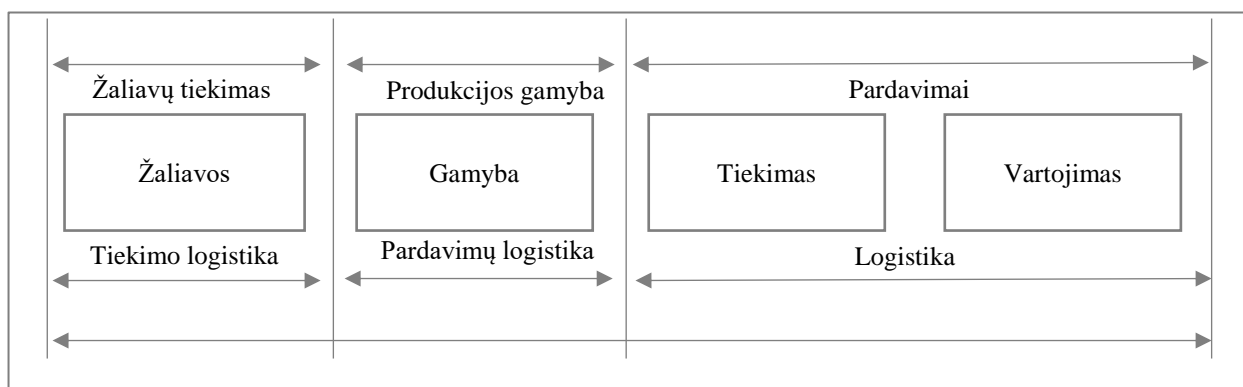 Žaliavų tiekimas
Produkcijos gamyba
Pardavimai
Žaliavos
Gamyba
Tiekimas
Vartojimas
Tiekimo logistika
Pardavimų logistika
Logistika